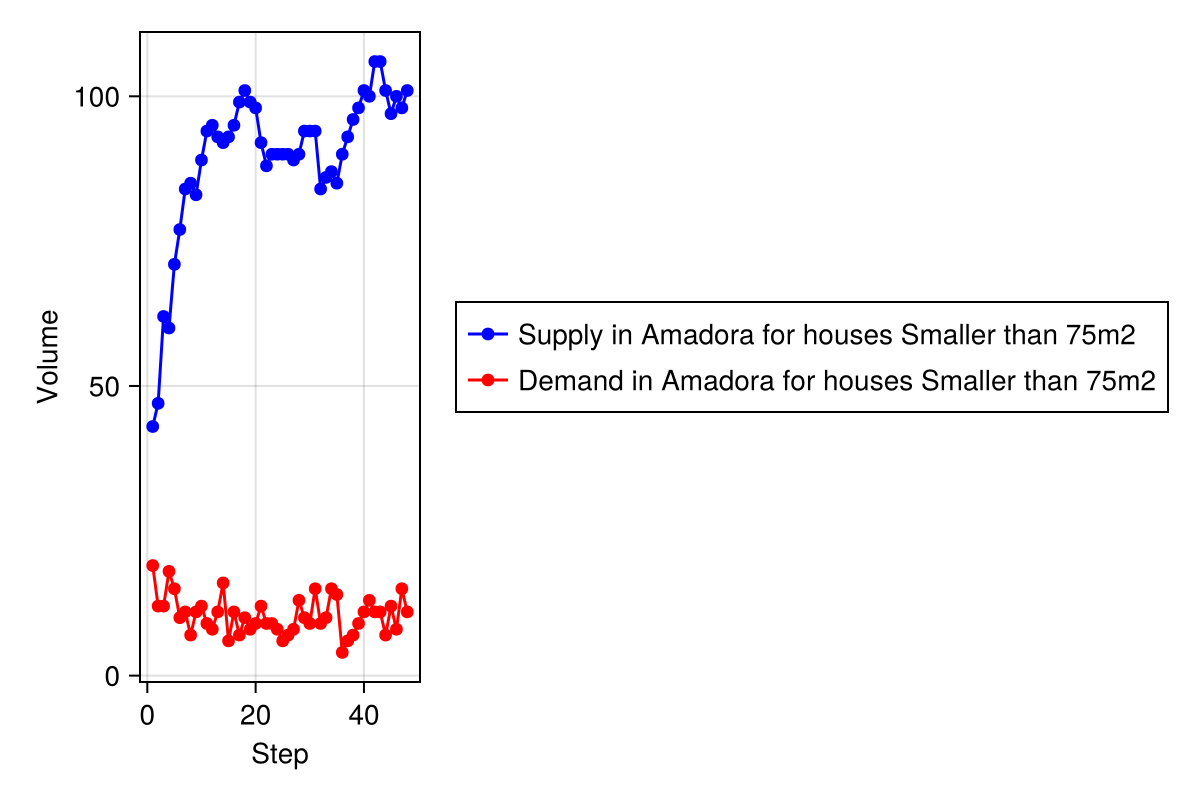 100
50
0
Volume
0 20 40
Step
Supply in Amadora for houses Smaller than 75m2
Demand in Amadora for houses Smaller than 75m2